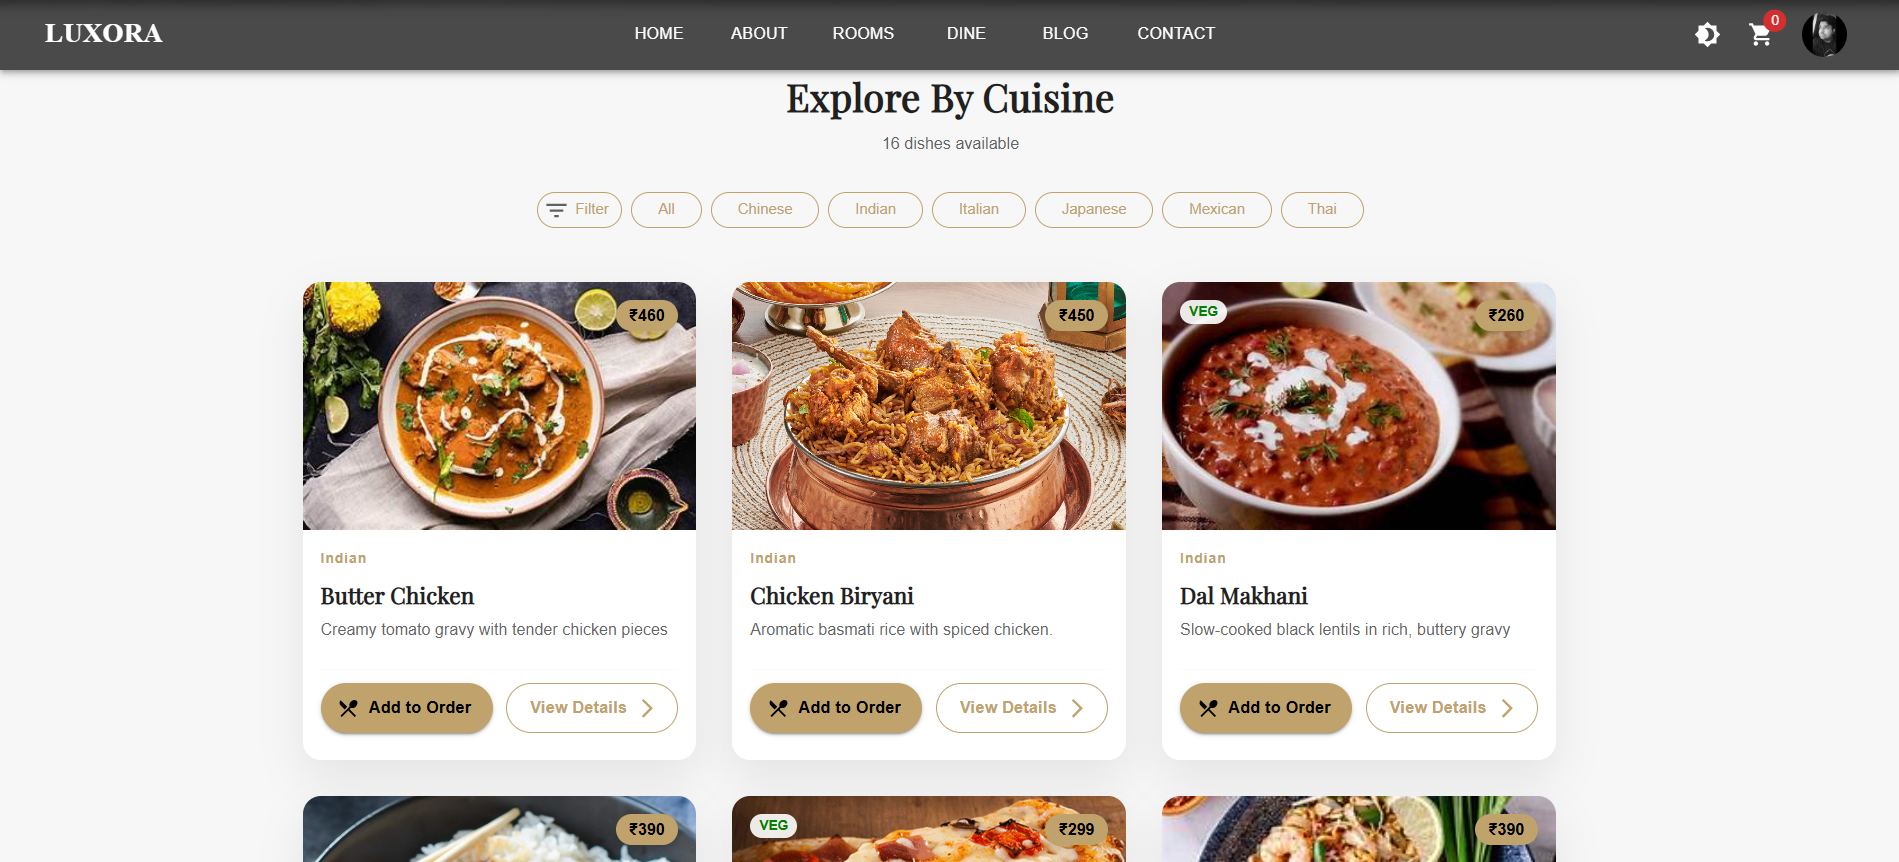 LUXORA
HOME ABOUT ROOMS DINE BLOG CONTACT
0
Explore By Cuisine
16 dishes available
Filter All Chinese Indian Italian Japanese Mexican Thai
₹460
₹450
VEG
₹260
Indian
Butter Chicken
Creamy tomato gravy with tender chicken pieces
Add to Order View Details
Indian
Chicken Biryani
Aromatic basmati rice with spiced chicken.
Add to Order View Details
Indian
Dal Makhani
Slow-cooked black lentils in rich, buttery gravy
Add to Order View Details
₹390
VEG
₹299
₹390